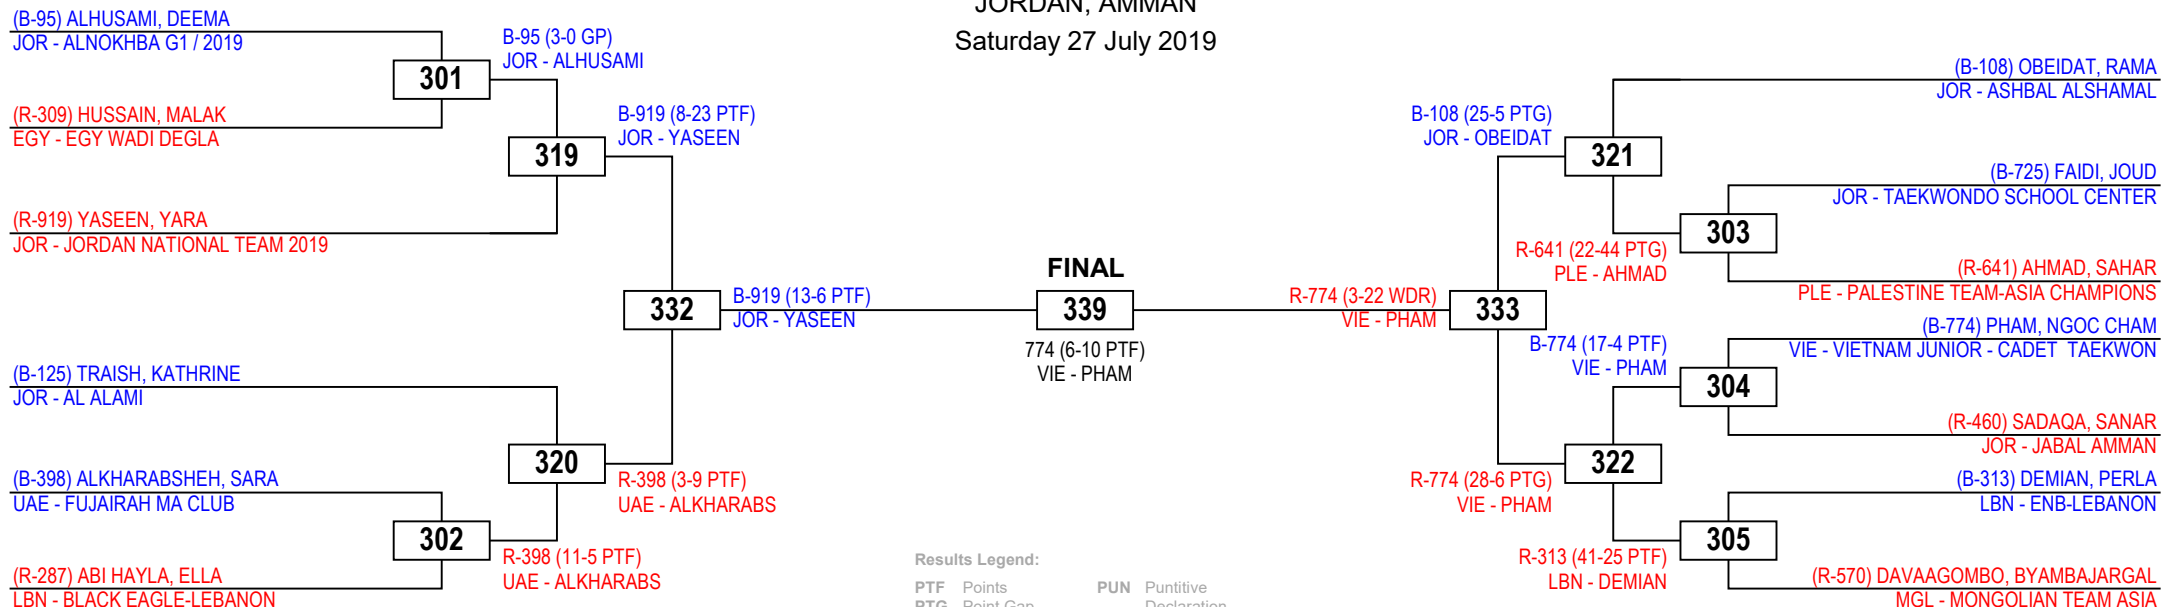 JORDAN, AMMAN
Saturday 27 July 2019
(B-95) ALHUSAMI, DEEMA
JOR - ALNOKHBA G1 / 2019
301
(R-309) HUSSAIN, MALAK
EGY - EGY WADI DEGLA
B-95 (3-0 GP)
JOR - ALHUSAMI
319
(R-919) YASEEN, YARA
JOR - JORDAN NATIONAL TEAM 2019
B-919 (8-23 PTF)
JOR - YASEEN
332
(B-125) TRAISH, KATHRINE
JOR - AL ALAMI
320
(B-398) ALKHARABSHEH, SARA
UAE - FUJAIRAH MA CLUB
302
(R-287) ABI HAYLA, ELLA
LBN - BLACK EAGLE-LEBANON
R-398 (11-5 PTF)
UAE - ALKHARABS
R-398 (3-9 PTF)
UAE - ALKHARABS
B-919 (13-6 PTF)
JOR - YASEEN
FINAL
339
774 (6-10 PTF)
VIE - PHAM
R-774 (3-22 WDR)
VIE - PHAM
333
B-108 (25-5 PTG)
JOR - OBEIDAT
321
(B-108) OBEIDAT, RAMA
JOR - ASHBAL ALSHAMAL
(B-725) FAIDI, JOUD
JOR - TAEKWONDO SCHOOL CENTER
303
R-641 (22-44 PTG)
PLE - AHMAD
(R-641) AHMAD, SAHAR
PLE - PALESTINE TEAM-ASIA CHAMPIONS
(B-774) PHAM, NGOC CHAM
VIE - VIETNAM JUNIOR - CADET TAEKWON
B-774 (17-4 PTF)
VIE - PHAM
304
(R-460) SADAQA, SANAR
JOR - JABAL AMMAN
322
R-774 (28-6 PTG)
VIE - PHAM
(B-313) DEMIAN, PERLA
LBN - ENB-LEBANON
305
R-313 (41-25 PTF)
LBN - DEMIAN
(R-570) DAVAAGOMBO, BYAMBAJARGAL
MGL - MONGOLIAN TEAM ASIA
Results Legend:
PTF Points PUN Puntitive
PTG Point Gap Declaration